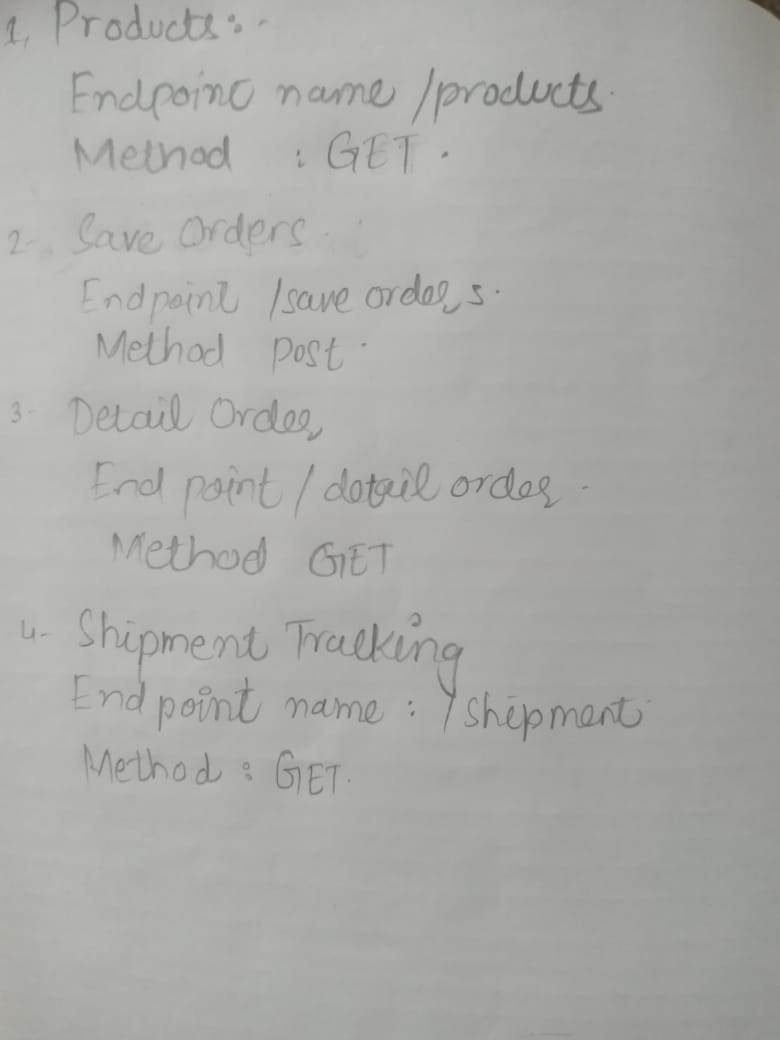 1, Products:-
Endpoint name /products.
Method : GET.
2- Save Orders.
Endpoint /save orders.
Method post.
3- Detail Order
End point / detail order.
Method GET
4- Shipment Tracking
End point name : /shipment
Method : GET.